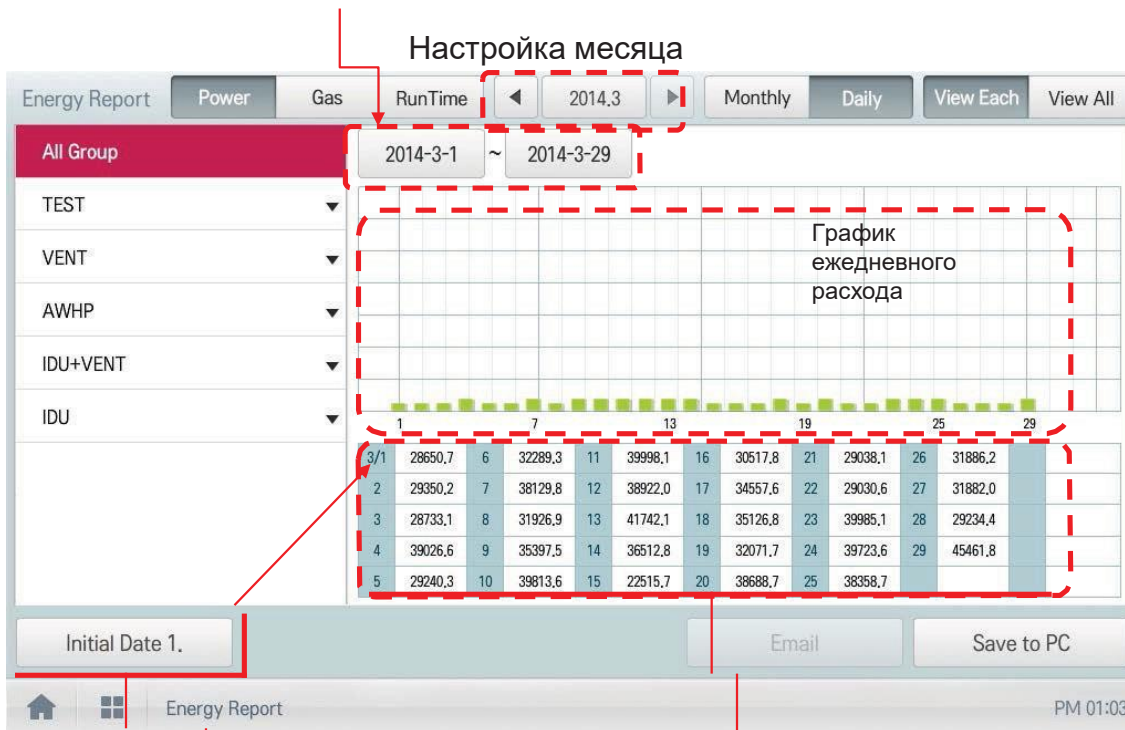 Настройка месяца
Energy Report Power Gas RunTime 2014.3 Monthly Daily View Each View All
All Group
2014-3-1 ~ 2014-3-29
TEST
VENT
AWHP
IDU+VENT
IDU
График
ежедневного
расхода
1 7 13 19 25 29
3/1 28650.7 6 32289.3 11 39998.1 16 30517.8 21 29038.1 26 31886.2
2 29350.2 7 38129.8 12 38922.0 17 34557.6 22 29030.6 27 31882.0
3 28733.1 8 31926.9 13 41742.1 18 35126.8 23 39985.1 28 29234.4
4 39026.6 9 35397.5 14 36512.8 19 32071.7 24 39723.6 29 45461.8
5 29240.3 10 39813.6 15 22515.7 20 38688.7 25 38358.7
Initial Date 1. Email Save to PC
Energy Report PM 01:03